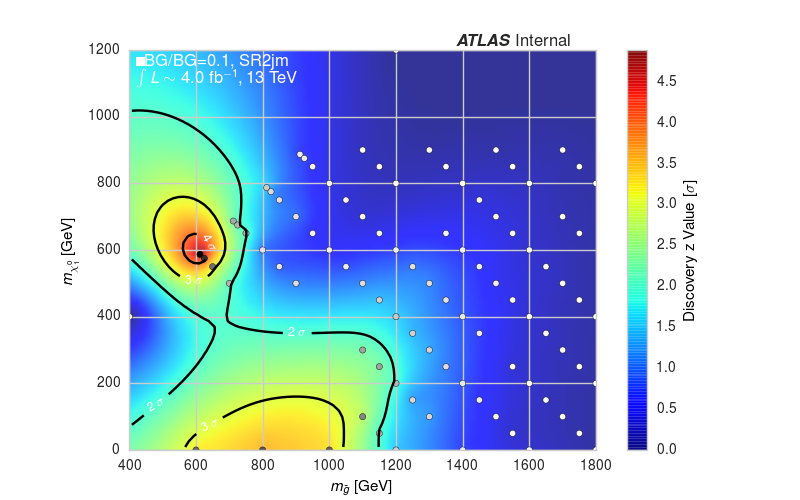 ATLAS Internal
BG/BG=0.1, SR2jm
∫ L ∼ 4.0 fb⁻¹, 13 TeV
1200
1000
800
600
400
200
0
400
600
800
1000
1200
1400
1600
1800
m_χ̃₁⁰ [GeV]
m_g̃ [GeV]
4 σ
3 σ
2 σ
2 σ
3 σ
4.5
4.0
3.5
3.0
2.5
2.0
1.5
1.0
0.5
0.0
Discovery z Value [σ]